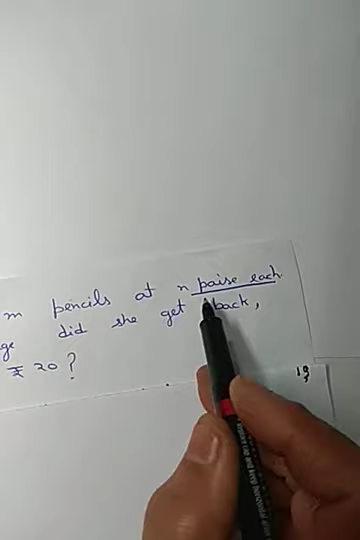 m pencils at n paise each.
ge did she get back,
₹ 20 ?